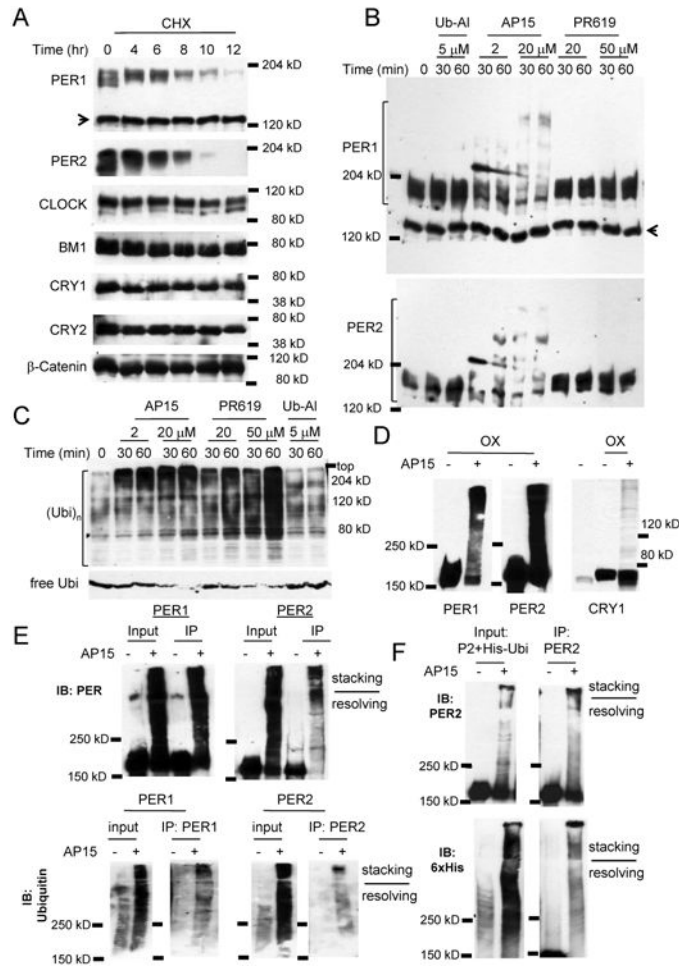 A
CHX
Time (hr) 0 4 6 8 10 12
204 kD
PER1
120 kD
204 kD
PER2
120 kD
CLOCK
80 kD
80 kD
BM1
80 kD
CRY1
38 kD
80 kD
CRY2
38 kD
120 kD
β-Catenin
80 kD
B
Ub-Al AP15 PR619
5 µM 2 20 µM 20 50 µM
Time (min) 0 30 60 30 60 30 60 30 60 30 60
PER1
204 kD
120 kD
PER2
204 kD
120 kD
C
AP15 PR619 Ub-Al
2 20 µM 20 50 µM 5 µM
Time (min) 0 30 60 30 60 30 60 30 60 30 60
top
204 kD
120 kD
(Ubi)n
80 kD
free Ubi
D
OX OX
AP15 - + - + - - +
120 kD
250 kD
80 kD
150 kD
PER1 PER2 CRY1
E
PER1 PER2
Input IP Input IP
AP15 - + - + - + - +
IB: PER
stacking
resolving
250 kD
150 kD
PER1 PER2
input IP: PER1 input IP: PER2
AP15 - + - + - + - +
IB: Ubiquitin
stacking
resolving
250 kD
150 kD
F
Input: IP:
P2+His-Ubi PER2
AP15 - + - +
IB:
PER2
stacking
resolving
250 kD
150 kD
IB:
6xHis
stacking
resolving
250 kD
150 kD